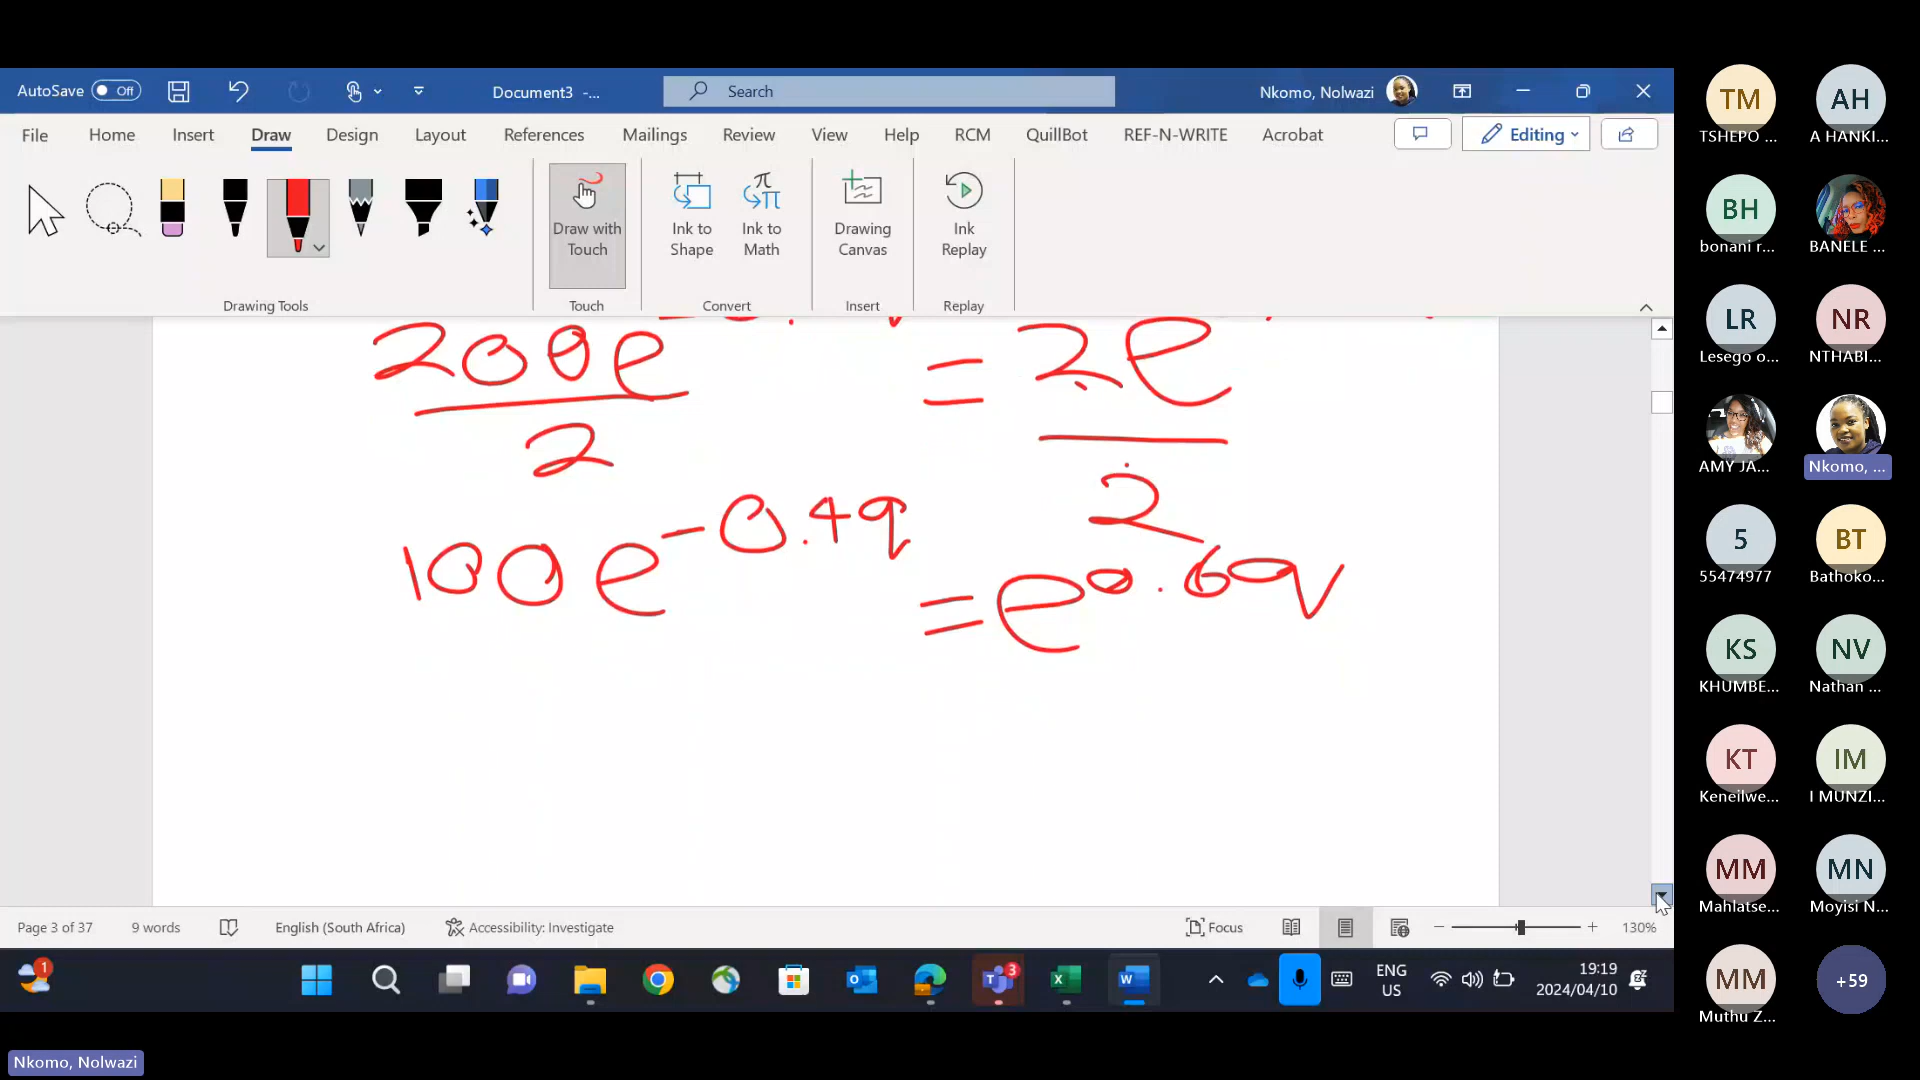 AutoSave Off Document3 -... Search Nkomo, Nolwazi
File Home Insert Draw Design Layout References Mailings Review View Help RCM QuillBot REF-N-WRITE Acrobat Editing
Draw with Touch
Ink to Shape
Ink to Math
Drawing Canvas
Ink Replay
Drawing Tools Touch Convert Insert Replay
200e = 2e
2 2
100e^-0.4q = e^0.6q
Page 3 of 37 9 words English (South Africa) Accessibility: Investigate Focus 130%
1 3 ENG US 19:19 2024/04/10
Nkomo, Nolwazi
TM AH
TSHEPO ... A HANKI...
BH
bonani r... BANELE ...
LR NR
Lesego o... NTHABI...
AMY JA... Nkomo, ...
5 BT
55474977 Bathoko...
KS NV
KHUMBE... Nathan ...
KT IM
Keneilwe... I MUNZI...
MM MN
Mahlatse... Moyisi N...
MM +59
Muthu Z...